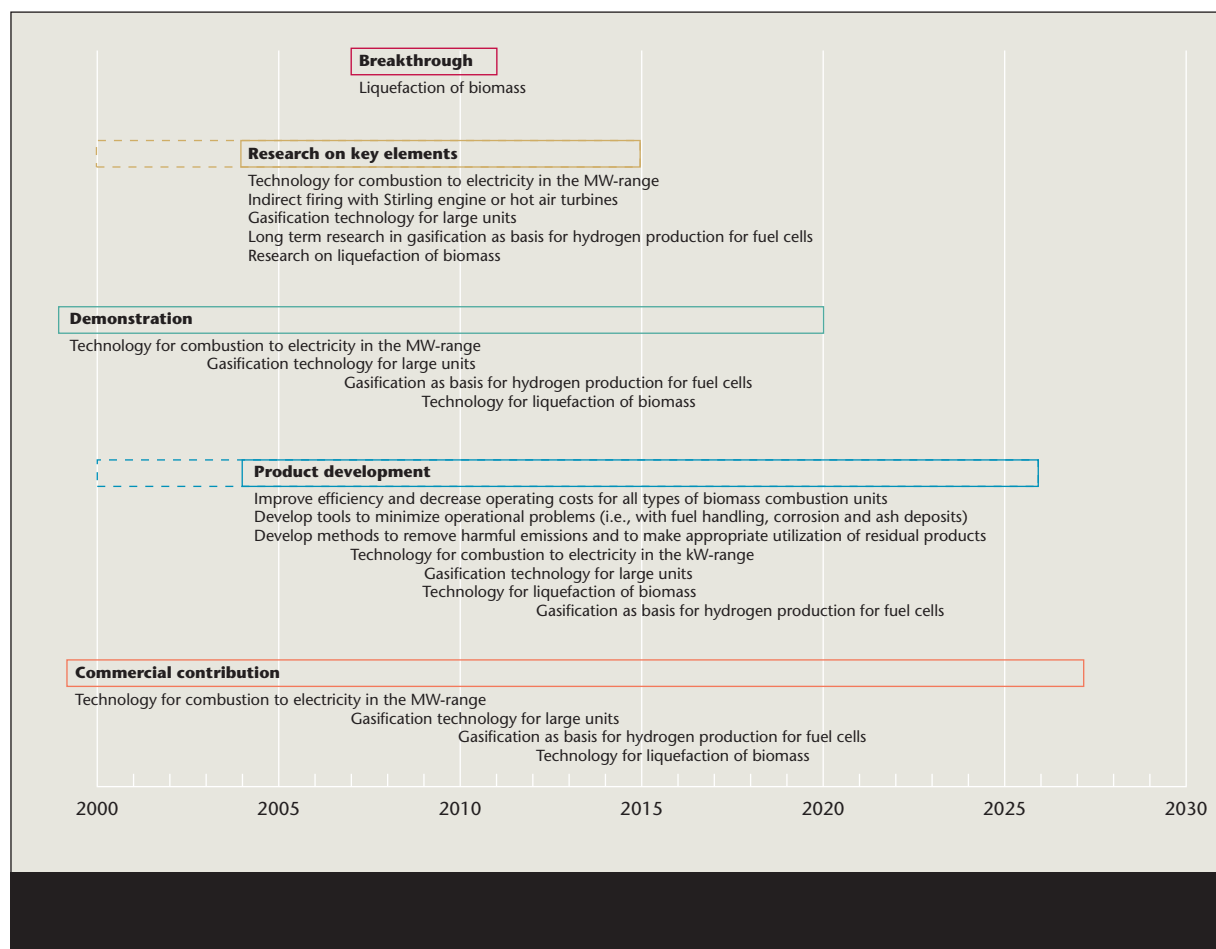 Breakthrough
Liquefaction of biomass
Research on key elements
Technology for combustion to electricity in the MW-range
Indirect firing with Stirling engine or hot air turbines
Gasification technology for large units
Long term research in gasification as basis for hydrogen production for fuel cells
Research on liquefaction of biomass
Demonstration
Technology for combustion to electricity in the MW-range
Gasification technology for large units
Gasification as basis for hydrogen production for fuel cells
Technology for liquefaction of biomass
Product development
Improve efficiency and decrease operating costs for all types of biomass combustion units
Develop tools to minimize operational problems (i.e., with fuel handling, corrosion and ash deposits)
Develop methods to remove harmful emissions and to make appropriate utilization of residual products
Technology for combustion to electricity in the kW-range
Gasification technology for large units
Technology for liquefaction of biomass
Gasification as basis for hydrogen production for fuel cells
Commercial contribution
Technology for combustion to electricity in the MW-range
Gasification technology for large units
Gasification as basis for hydrogen production for fuel cells
Technology for liquefaction of biomass
2000 2005 2010 2015 2020 2025 2030